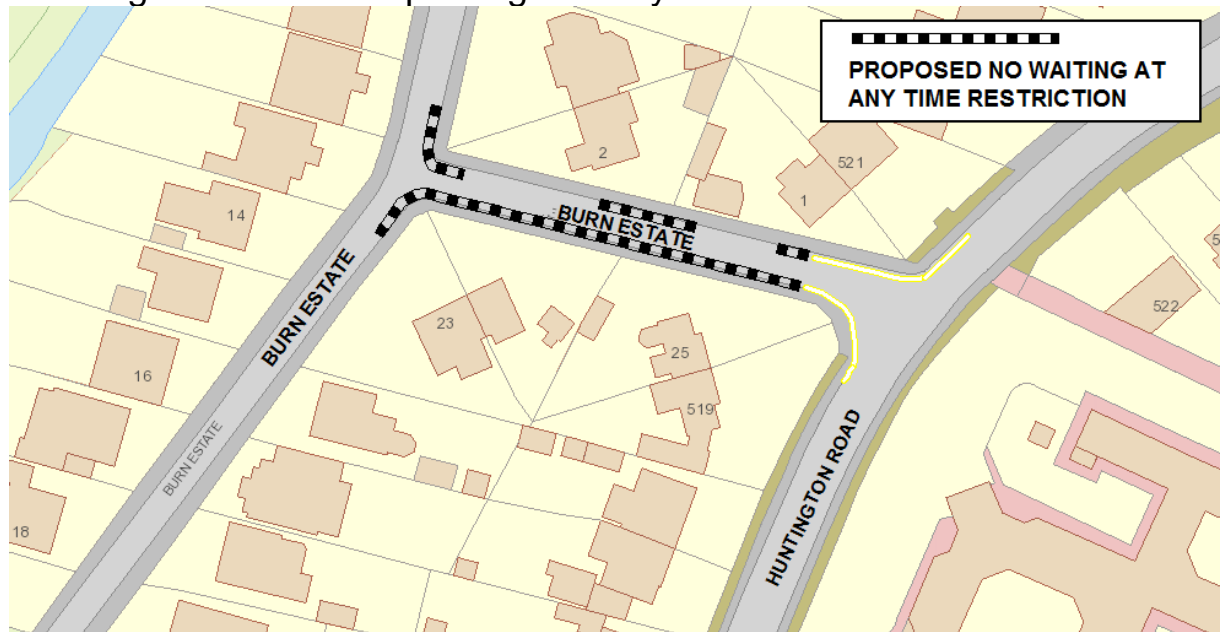 PROPOSED NO WAITING AT
ANY TIME RESTRICTION
2
521
1
14
BURN ESTATE
BURN ESTATE
522
23
25
16
519
BURN ESTATE
HUNTINGTON ROAD
18